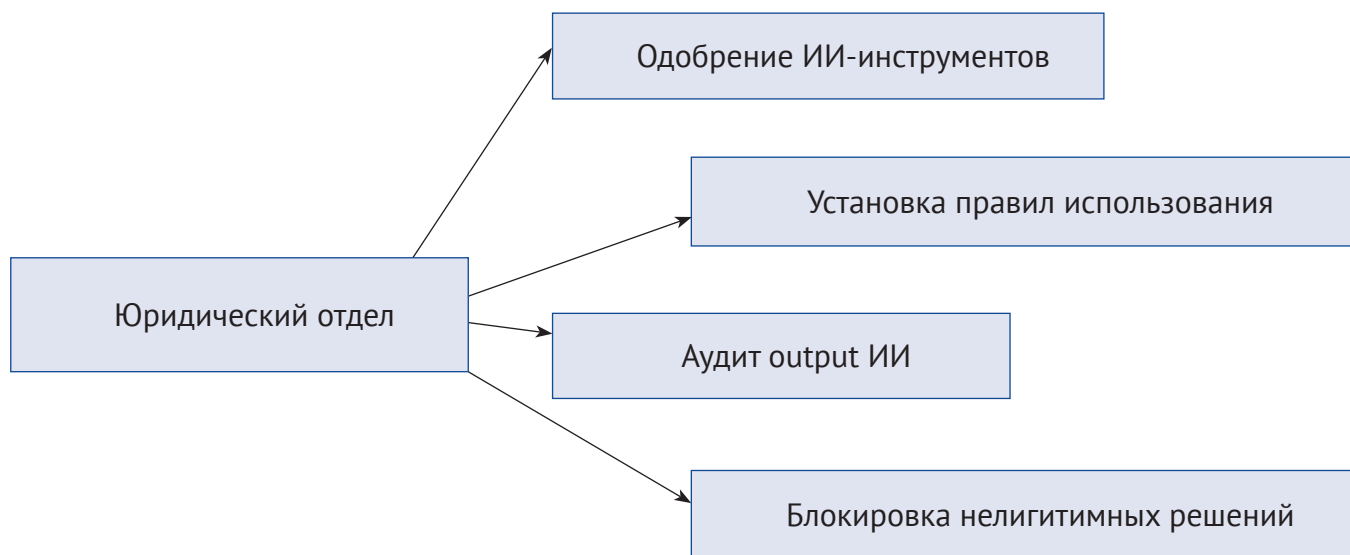 Одобрение ИИ-инструментов
Установка правил использования
Юридический отдел
Аудит output ИИ
Блокировка нелигитимных решений